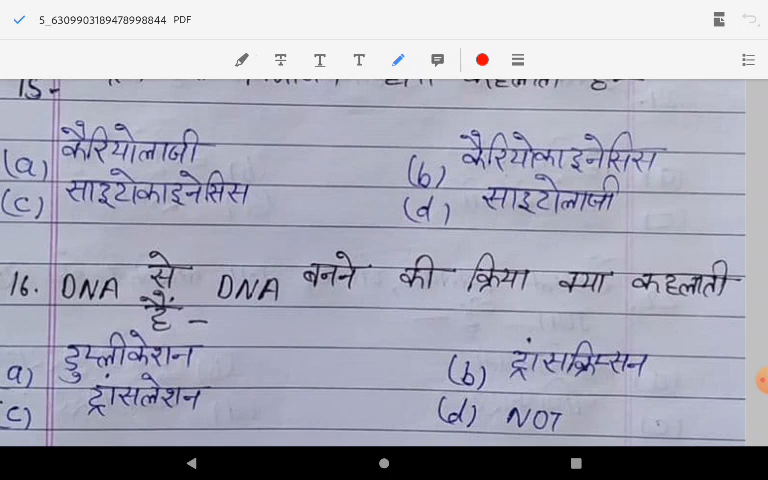 5_6309903189478998844 PDF
15-
(a) कैरियोलाजी (b) कैरियोकाइनेसिस
(c) साइटोकाइनेसिस (d) साइटोलाजी
16. DNA से DNA बनने की क्रिया क्या कहलाती
हैं -
a) डुप्लीकेशन (b) ट्रांसक्रिप्सन
c) ट्रांसलेशन (d) NOT